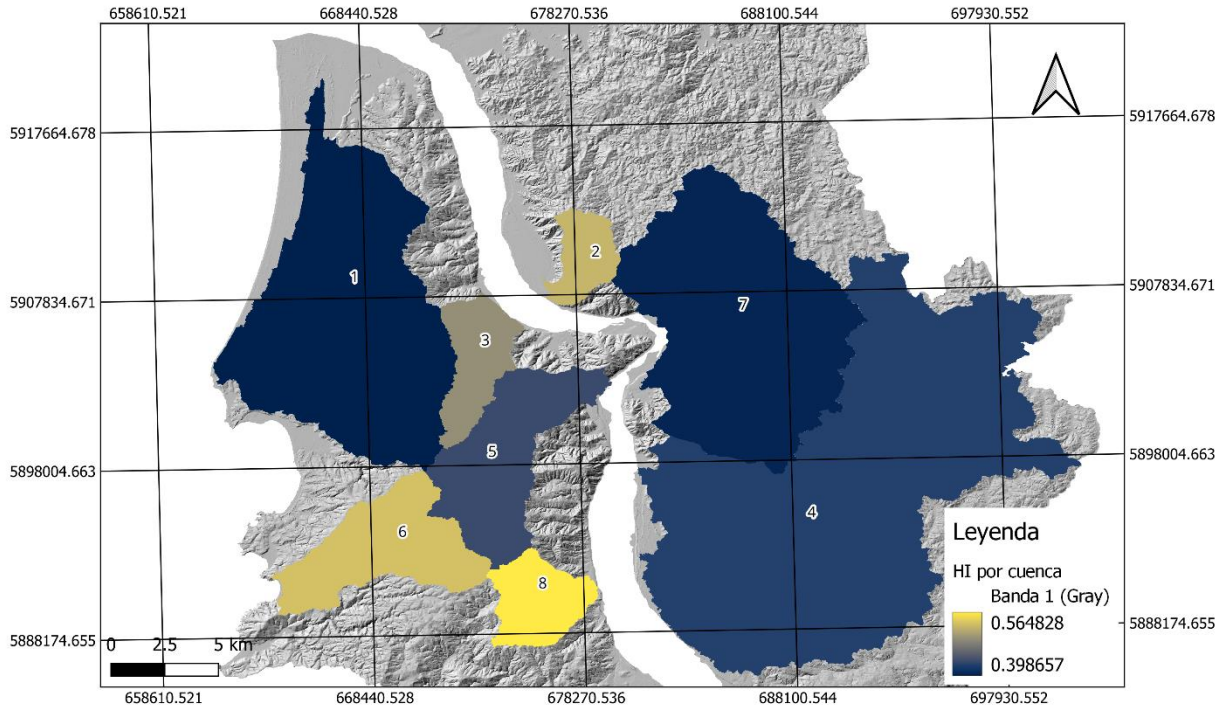 658610.521 668440.528 678270.536 688100.544 697930.552
5917664.678 5917664.678
2
1
5907834.671 5907834.671
7
3
5
5898004.663 5898004.663
4
6
Leyenda
HI por cuenca
8
Banda 1 (Gray)
0.564828
5888174.655 5888174.655
0 2.5 5 km
0.398657
658610.521 668440.528 678270.536 688100.544 697930.552